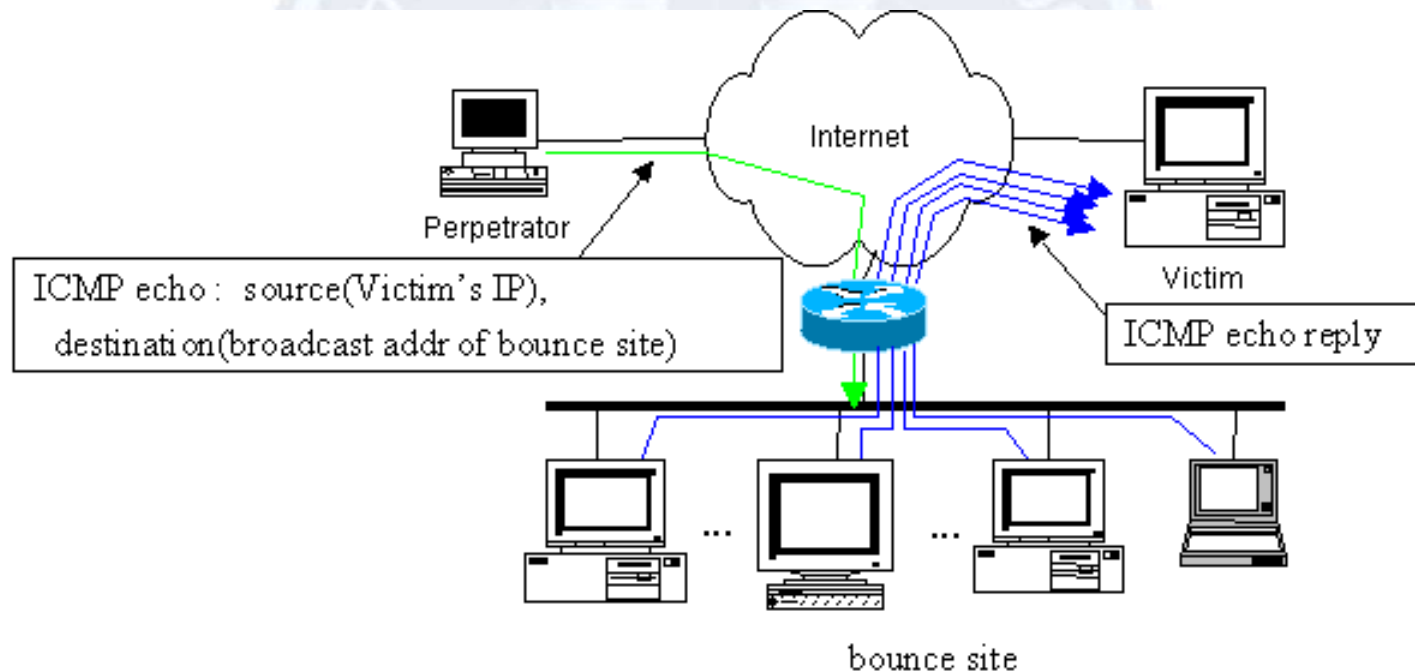 Internet
Perpetrator
Victim
ICMP echo : source(Victim's IP),
destination(broadcast addr of bounce site)
ICMP echo reply
...
...
bounce site